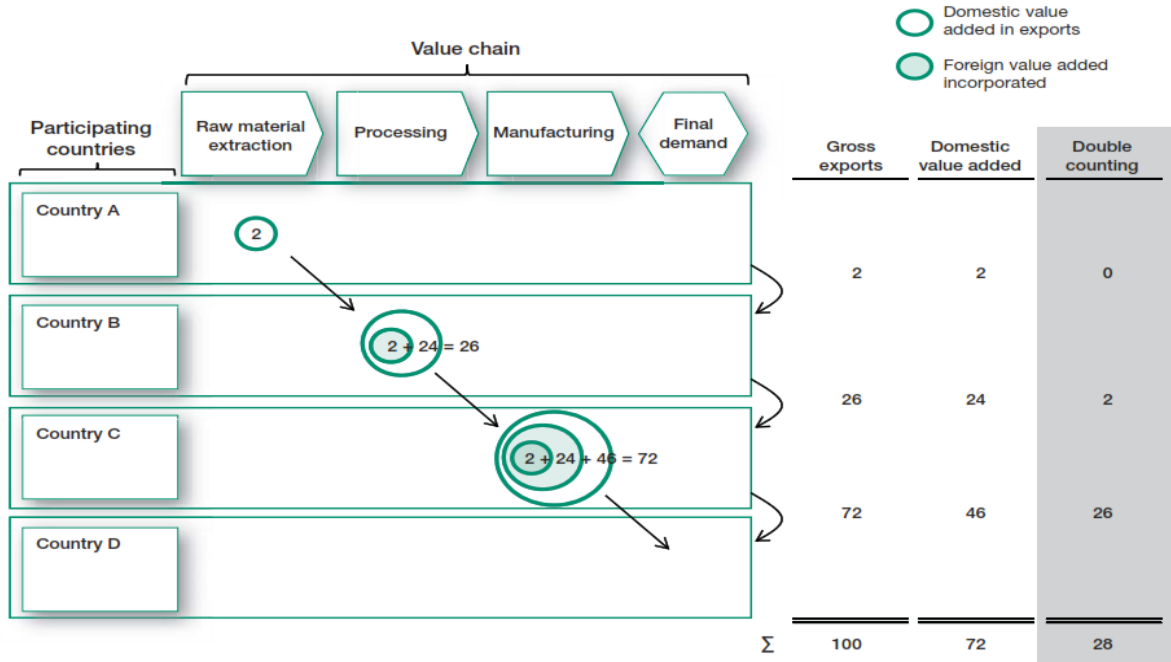 Domestic value
added in exports
Foreign value added
incorporated
Value chain
Participating
countries
Raw material
extraction
Processing
Manufacturing
Final
demand
Gross
exports
Domestic
value added
Double
counting
Country A
2
2 2 0
Country B
2 + 24 = 26
26 24 2
Country C
2 + 24 + 46 = 72
72 46 26
Country D
Σ 100 72 28